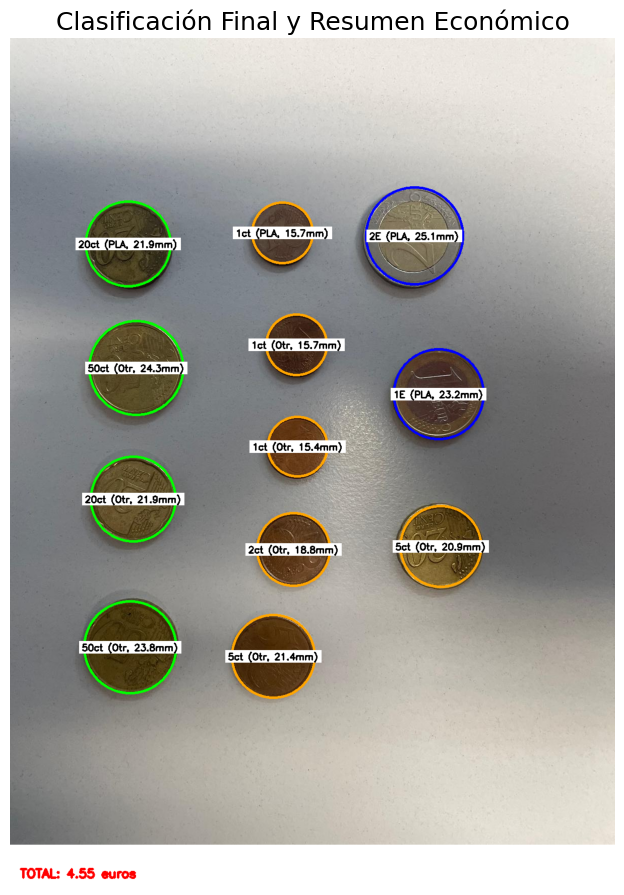 Clasificación Final y Resumen Económico
1ct (PLA, 15.7mm)
2E (PLA, 25.1mm)
20ct (PLA, 21.9mm)
1ct (Otr, 15.7mm)
50ct (Otr, 24.3mm)
1E (PLA, 23.2mm)
1ct (Otr, 15.4mm)
20ct (Otr, 21.9mm)
2ct (Otr, 18.8mm)
5ct (Otr, 20.9mm)
50ct (Otr, 23.8mm)
5ct (Otr, 21.4mm)
TOTAL: 4.55 euros